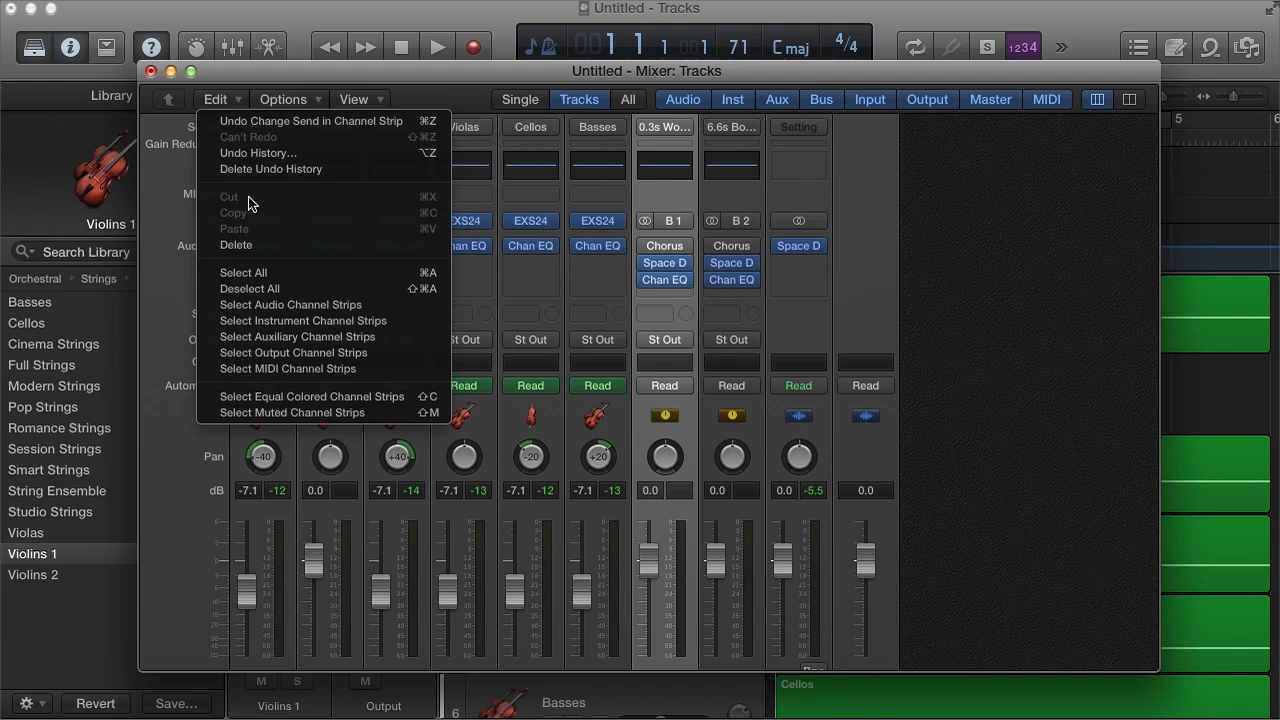 Untitled - Tracks
001 1 1 001 71 C maj 4/4
S 1234
Untitled - Mixer: Tracks
Library
Edit Options View Single Tracks All Audio Inst Aux Bus Input Output Master MIDI
5
Undo Change Send in Channel Strip ⌘Z
Can't Redo ⇧⌘Z
Undo History... ⌥Z
Delete Undo History
Cut ⌘X
Copy ⌘C
Paste ⌘V
Delete
Select All ⌘A
Deselect All ⇧⌘A
Select Audio Channel Strips
Select Instrument Channel Strips
Select Auxiliary Channel Strips
Select Output Channel Strips
Select MIDI Channel Strips
Select Equal Colored Channel Strips ⇧C
Select Muted Channel Strips ⇧M
Cellos Basses 0.3s Wo... 6.6s Bo... Setting
EXS24 EXS24 EXS24 B 1 B 2
Chan EQ Chan EQ Chorus Chorus Space D
Space D Space D
Chan EQ Chan EQ
St Out St Out St Out St Out St Out
Read Read Read Read Read Read Read
Pan -40 +40 -20 +20
dB -7.1 -12 0.0 -7.1 -14 -7.1 -13 -7.1 -12 -7.1 -13 0.0 0.0 0.0 -5.5 0.0
Violins 1
Search Library
Orchestral Strings
Basses
Cellos
Cinema Strings
Full Strings
Modern Strings
Pop Strings
Romance Strings
Session Strings
Smart Strings
String Ensemble
Studio Strings
Violas
Violins 1
Violins 2
Revert Save...
M S M
Violins 1 Output
6 Basses
Cellos